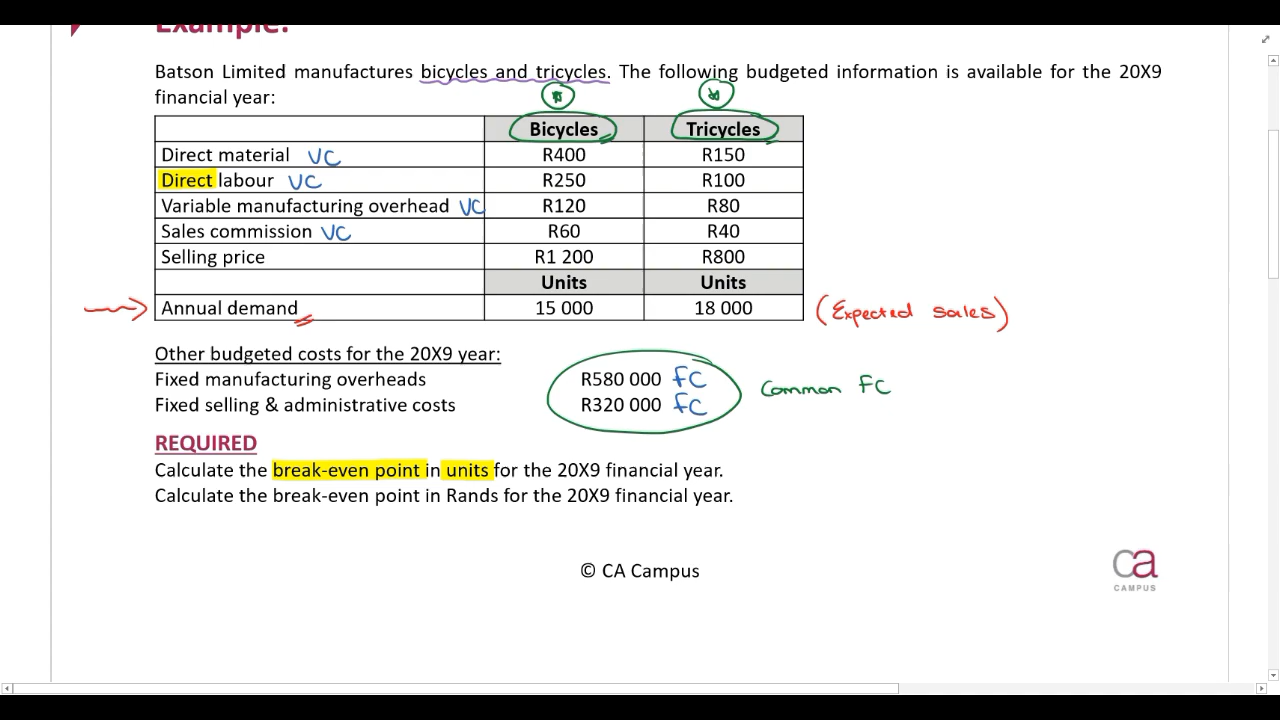 Example:
Batson Limited manufactures bicycles and tricycles. The following budgeted information is available for the 20X9
financial year:
Bicycles Tricycles
Direct material VC R400 R150
Direct labour VC R250 R100
Variable manufacturing overhead VC R120 R80
Sales commission VC R60 R40
Selling price R1 200 R800
Units Units
Annual demand 15 000 18 000 (Expected sales)
Other budgeted costs for the 20X9 year:
Fixed manufacturing overheads R580 000 FC
Common FC
Fixed selling & administrative costs R320 000 FC
REQUIRED
Calculate the break-even point in units for the 20X9 financial year.
Calculate the break-even point in Rands for the 20X9 financial year.
© CA Campus
ca
CAMPUS